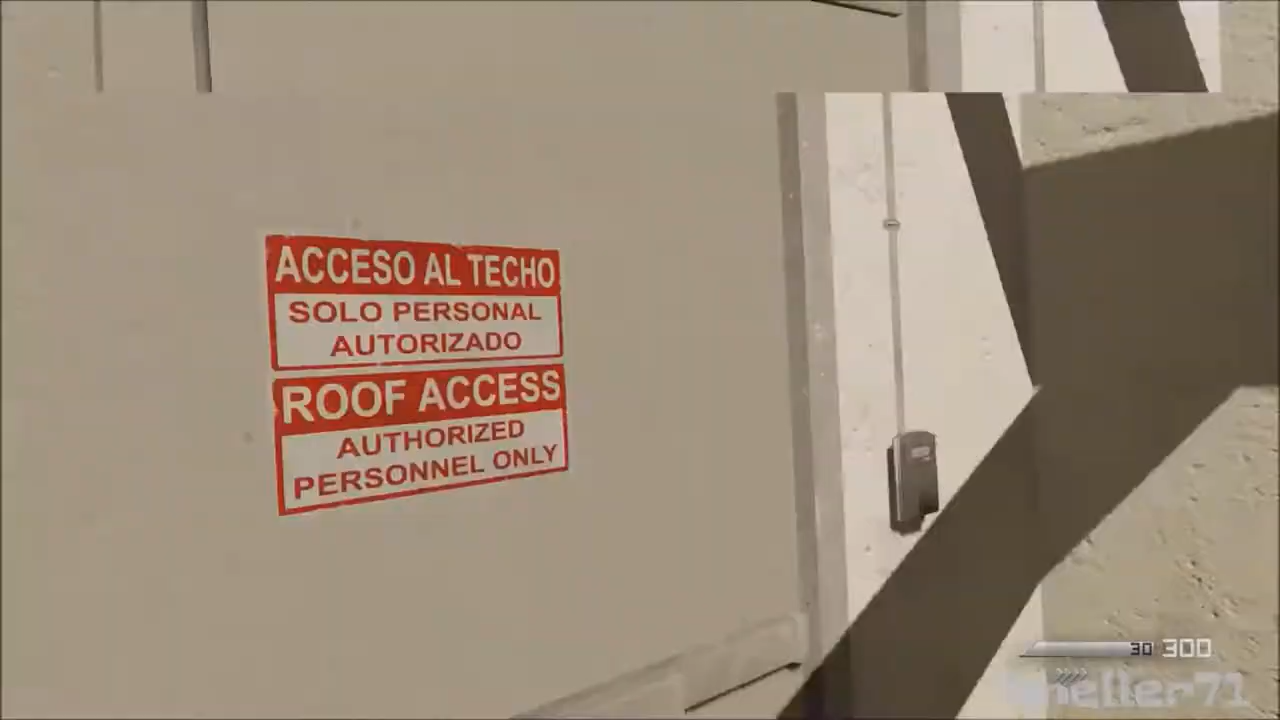 ACCESO AL TECHO
SOLO PERSONAL
AUTORIZADO
ROOF ACCESS
AUTHORIZED
PERSONNEL ONLY
30 300